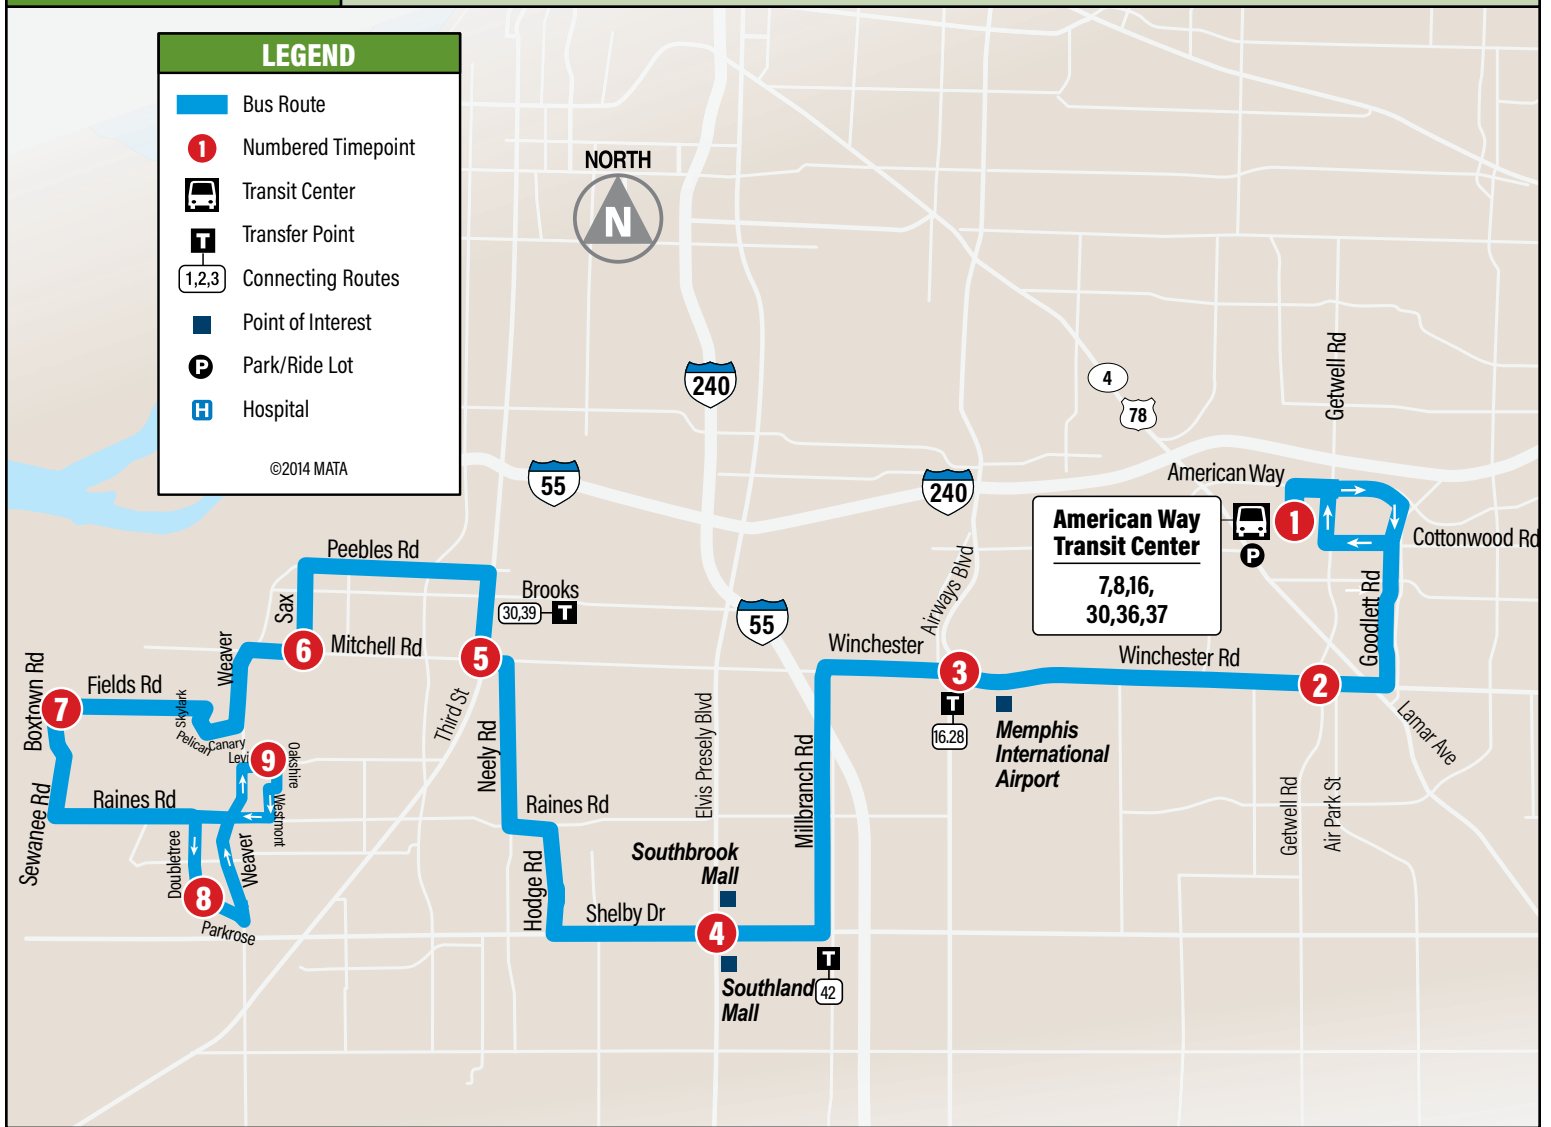 LEGEND
Bus Route
1 Numbered Timepoint
Transit Center
T Transfer Point
1,2,3 Connecting Routes
Point of Interest
P Park/Ride Lot
H Hospital
©2014 MATA
NORTH
N
240
4
78
Getwell Rd
55
240
American Way
American Way
Transit Center
7,8,16,
30,36,37
1
P
Cottonwood Rd
Peebles Rd
Brooks
30,39
T
Airways Blvd
Goodlett Rd
Sax
55
Weaver
6
Mitchell Rd
5
Winchester
3
Winchester Rd
2
Boxtown Rd
Fields Rd
7
Skylark
Pelican
Canary
Levi
9
Oakshire
Westmont
Third St
Neely Rd
Elvis Presely Blvd
T
16.28
Memphis
International
Airport
Lamar Ave
Sewanee Rd
Raines Rd
Raines Rd
Millbranch Rd
Getwell Rd
Air Park St
Doubletree
Weaver
8
Parkrose
Hodge Rd
Southbrook
Mall
Shelby Dr
4
T
42
Southland
Mall